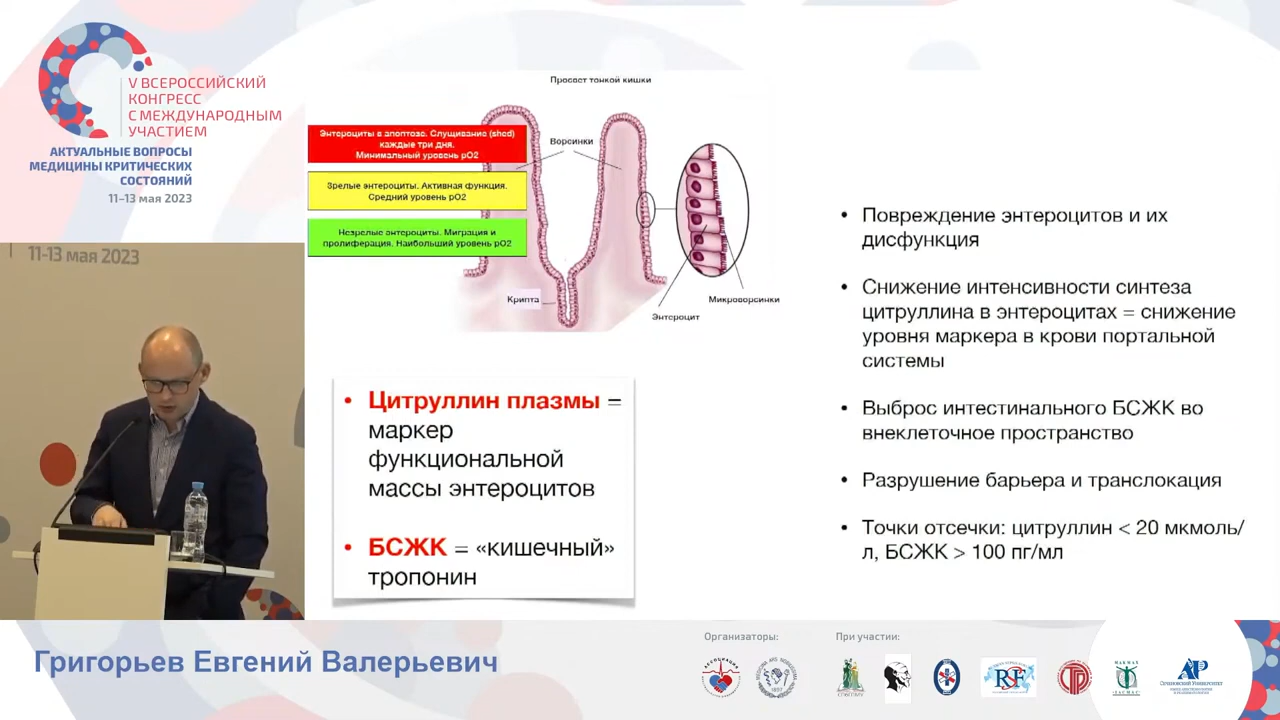 V ВСЕРОССИЙСКИЙ
КОНГРЕСС
С МЕЖДУНАРОДНЫМ
УЧАСТИЕМ
АКТУАЛЬНЫЕ ВОПРОСЫ
МЕДИЦИНЫ КРИТИЧЕСКИХ
СОСТОЯНИЙ
11–13 мая 2023
11-13 мая 2023
Просвет тонкой кишки
Энтероциты в апоптозе. Слущивание (shed)
каждые три дня.
Минимальный уровень pO2
Ворсинки
Зрелые энтероциты. Активная функция.
Средний уровень pO2
Незрелые энтероциты. Миграция и
пролиферация. Наибольший уровень pO2
Крипта
Микроворсинки
Энтероцит
• Цитруллин плазмы =
маркер
функциональной
массы энтероцитов
• БСЖК = «кишечный»
тропонин
• Повреждение энтероцитов и их
дисфункция
• Снижение интенсивности синтеза
цитруллина в энтероцитах = снижение
уровня маркера в крови портальной
системы
• Выброс интестинального БСЖК во
внеклеточное пространство
• Разрушение барьера и транслокация
• Точки отсечки: цитруллин < 20 мкмоль/
л, БСЖК > 100 пг/мл
Григорьев Евгений Валерьевич
Организаторы:
При участии: